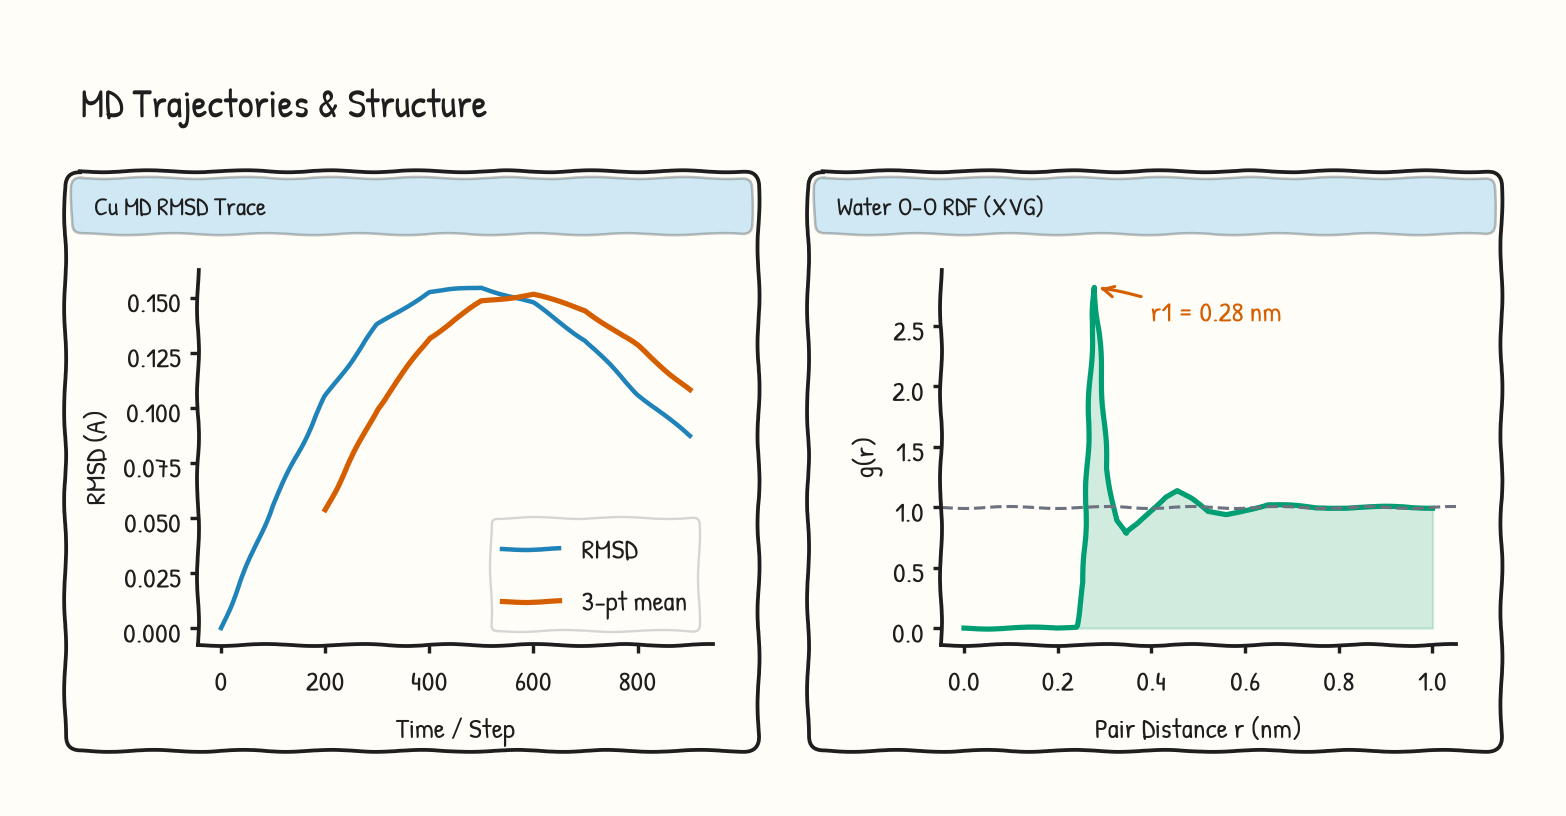 MD Trajectories & Structure
Cu MD RMSD Trace
0.150
0.125
0.100
0.075
0.050
0.025
0.000
RMSD (A)
0
200
400
600
800
Time / Step
RMSD
3-pt mean
Water O-O RDF (XVG)
2.5
2.0
1.5
1.0
0.5
0.0
g(r)
r1 = 0.28 nm
0.0
0.2
0.4
0.6
0.8
1.0
Pair Distance r (nm)